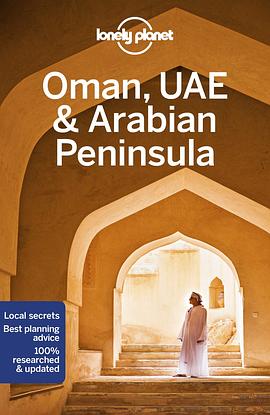 lonely planet
Oman, UAE
& Arabian
Peninsula
Local secrets
Best planning
advice
100%
researched
& updated